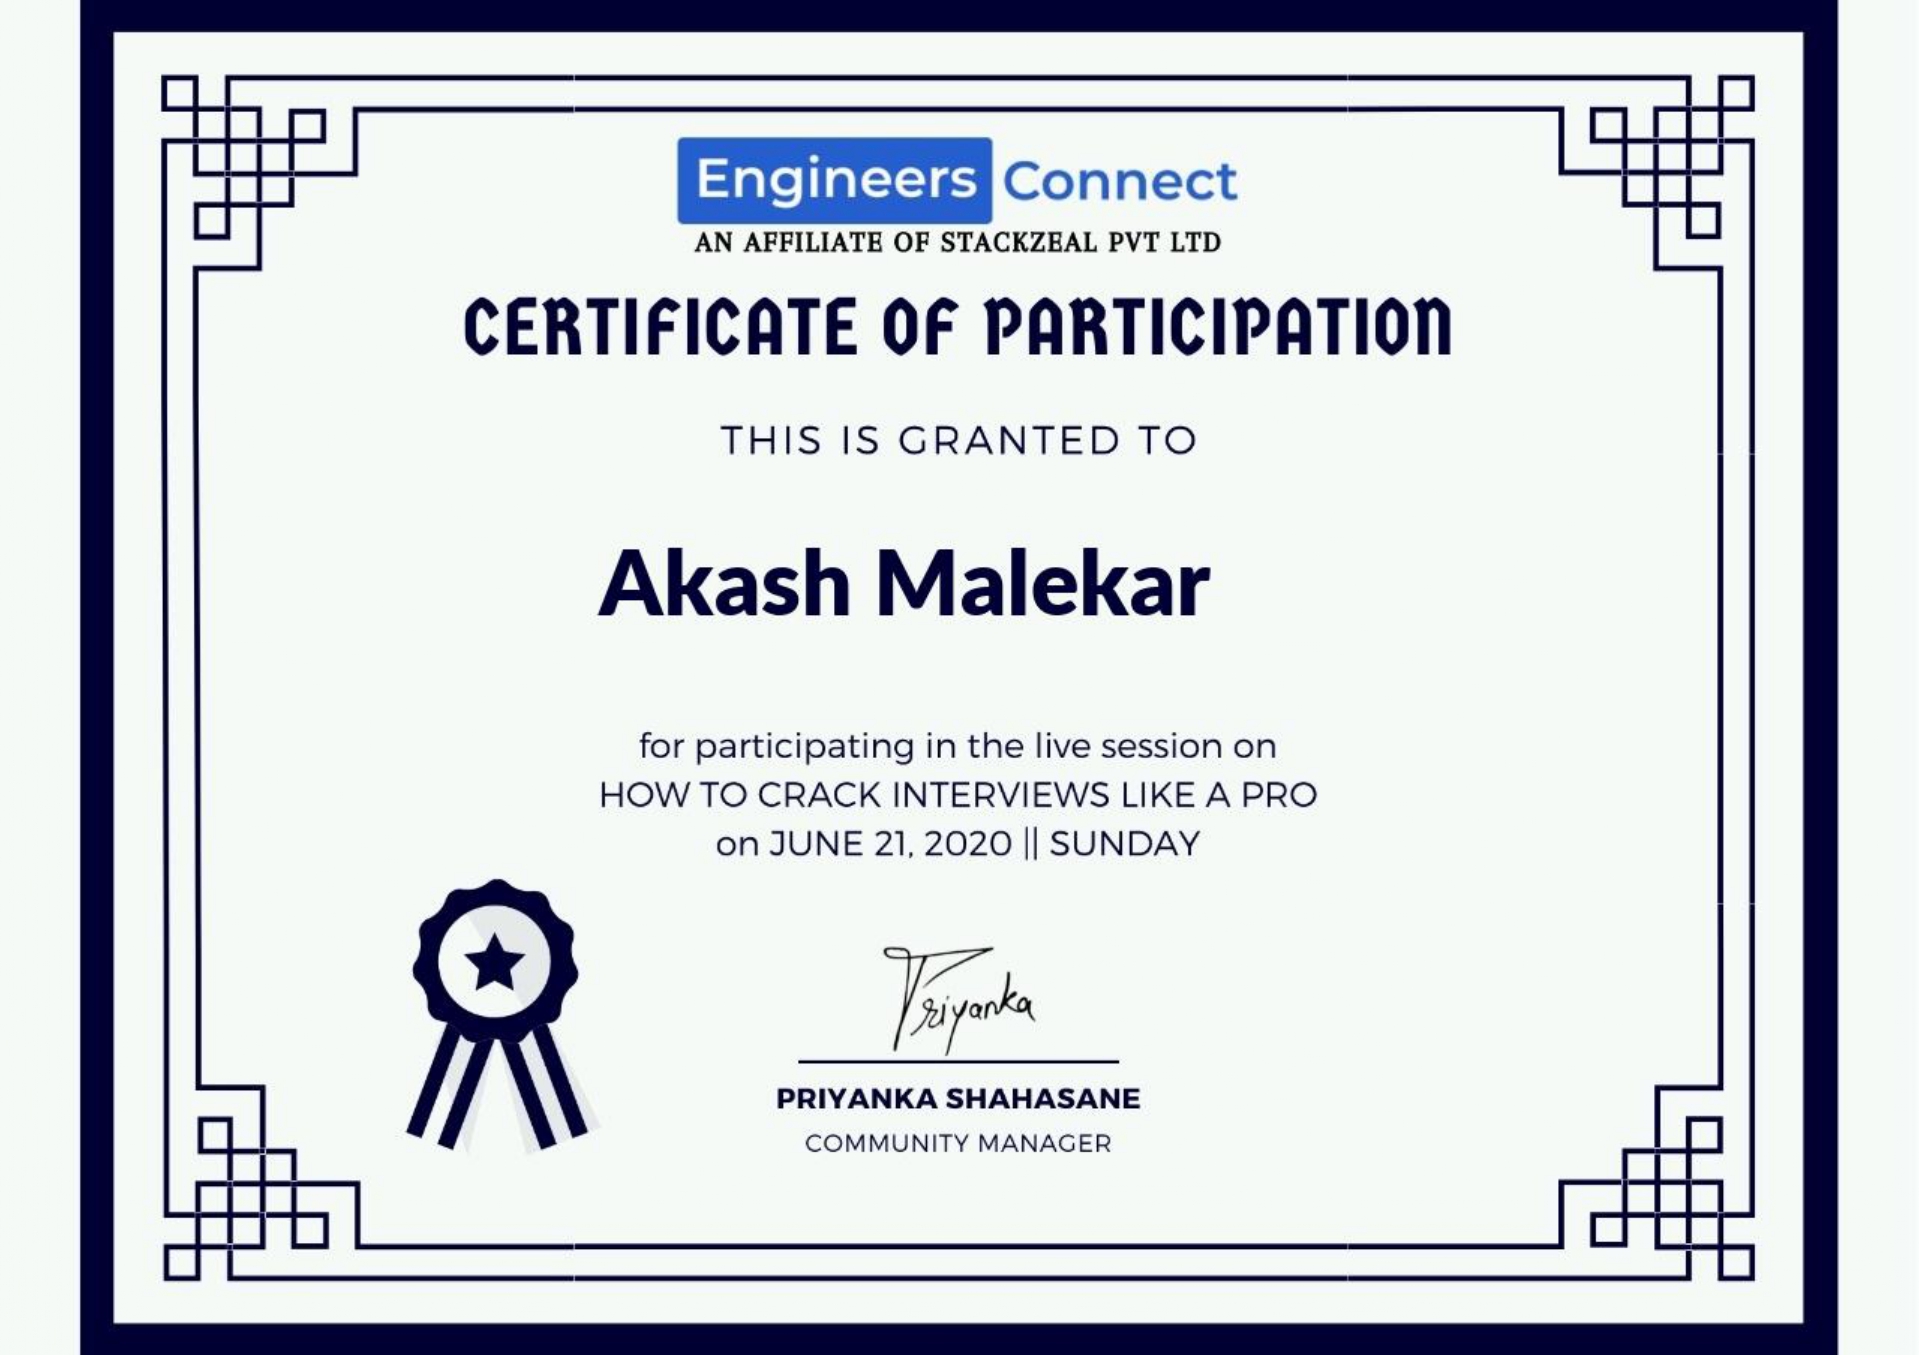 Engineers Connect
AN AFFILIATE OF STACKZEAL PVT LTD
CERTIFICATE OF PARTICIPATION
THIS IS GRANTED TO
Akash Malekar
for participating in the live session on
HOW TO CRACK INTERVIEWS LIKE A PRO
on JUNE 21, 2020 || SUNDAY
Priyanka
PRIYANKA SHAHASANE
COMMUNITY MANAGER